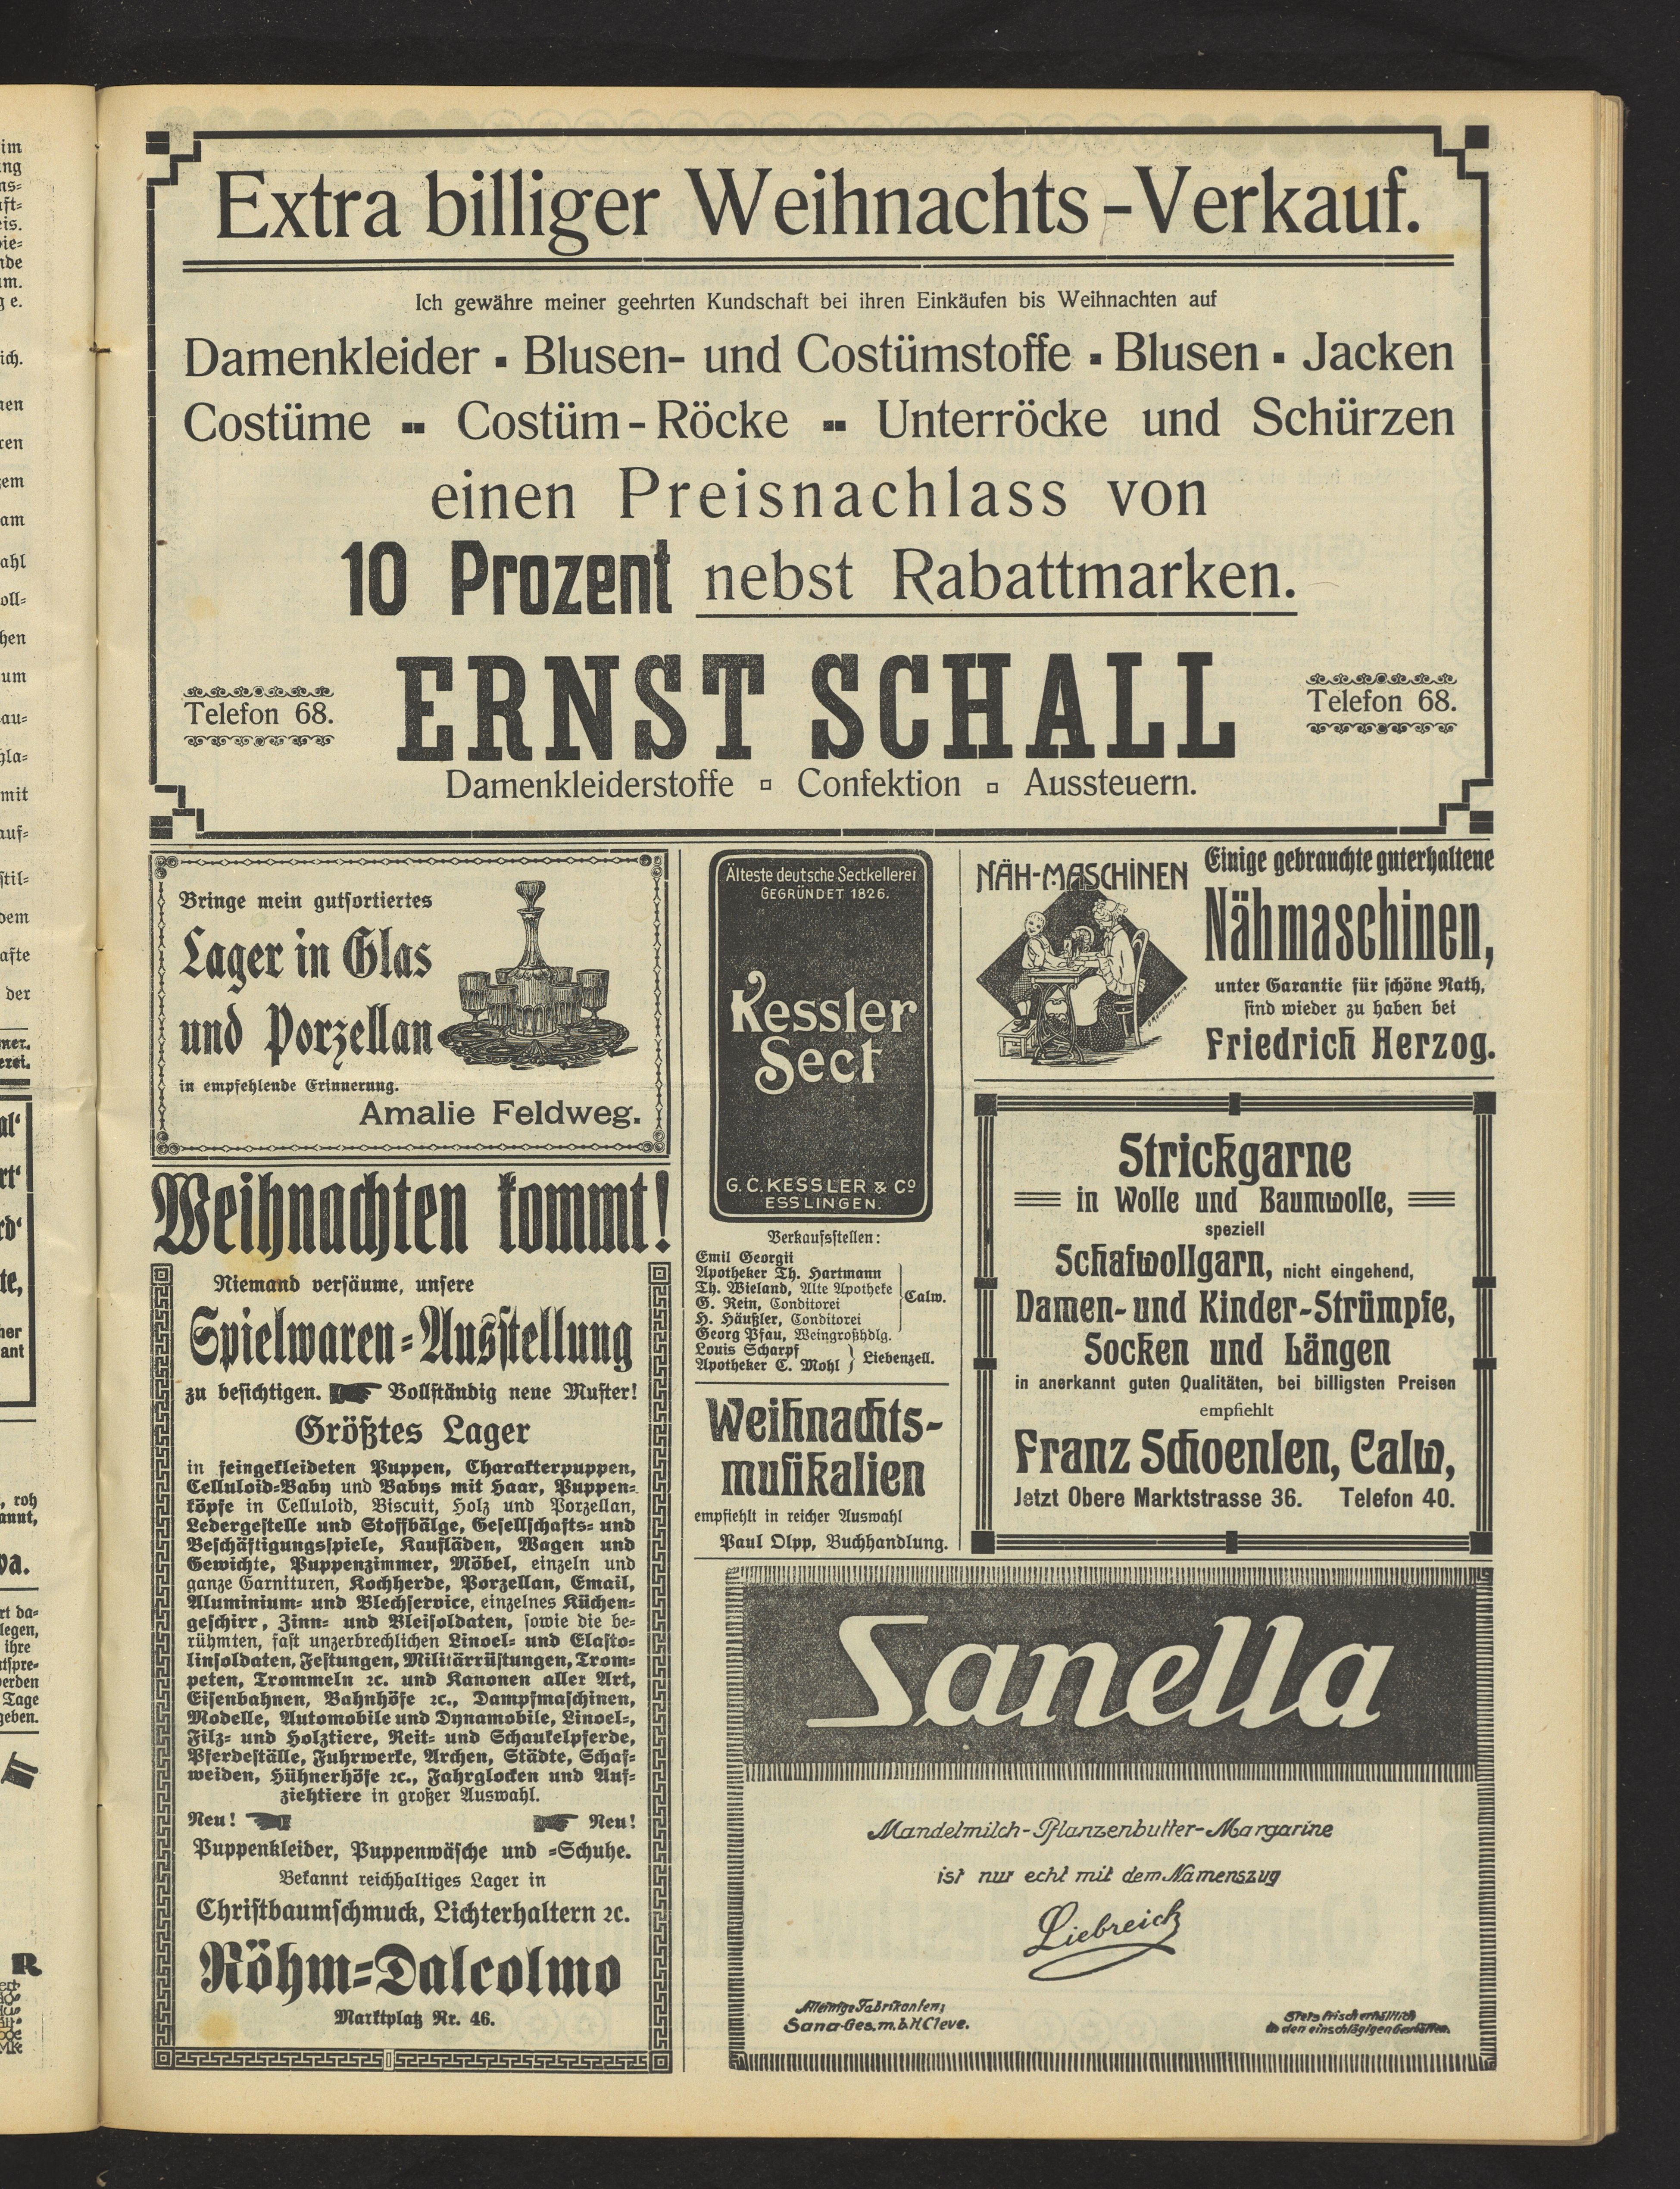 Extra billiger Weihnachts-Verkauf.
Ich gewähre meiner geehrten Kundschaft bei ihren Einkäufen bis Weihnachten auf
Damenkleider ▪ Blusen- und Costümstoffe ▪ Blusen ▪ Jacken
Costüme ▪▪ Costüm-Röcke ▪▪ Unterröcke und Schürzen
einen Preisnachlass von
10 Prozent nebst Rabattmarken.
Telefon 68.
ERNST SCHALL
Telefon 68.
Damenkleiderstoffe ▫ Confektion ▫ Aussteuern.
Bringe mein gutsortiertes
Lager in Glas
und Porzellan
in empfehlende Erinnerung.
Amalie Feldweg.
Weihnachten kommt!
Niemand versäume, unsere
Spielwaren-Ausstellung
zu besichtigen. Vollständig neue Muster!
Größtes Lager
in feingekleideten Puppen, Charakterpuppen,
Celluloid-Baby und Babys mit Haar, Puppen-
köpfe in Celluloid, Biscuit, Holz und Porzellan,
Ledergestelle und Stoffbälge, Gesellschafts- und
Beschäftigungsspiele, Kaufläden, Wagen und
Gewichte, Puppenzimmer, Möbel, einzeln und
ganze Garnituren, Kochherde, Porzellan, Email,
Aluminium- und Blechservice, einzelnes Küchen-
geschirr, Zinn- und Bleisoldaten, sowie die be-
rühmten, fast unzerbrechlichen Linoel- und Elasto-
linsoldaten, Festungen, Militärrüstungen, Trom-
peten, Trommeln ꝛc. und Kanonen aller Art,
Eisenbahnen, Bahnhöfe ꝛc., Dampfmaschinen,
Modelle, Automobile und Dynamobile, Linoel-,
Filz- und Holztiere, Reit- und Schaukelpferde,
Pferdeställe, Fuhrwerke, Archen, Städte, Schaf-
weiden, Hühnerhöfe ꝛc., Fahrglocken und Auf-
ziehtiere in großer Auswahl.
Neu! Neu!
Puppenkleider, Puppenwäsche und -Schuhe.
Bekannt reichhaltiges Lager in
Christbaumschmuck, Lichterhaltern ꝛc.
Röhm-Dalcolmo
Marktplatz Nr. 46.
Älteste deutsche Sectkellerei
GEGRÜNDET 1826.
Kessler
Sect
G. C. KESSLER & Co
ESSLINGEN.
Verkaufsstellen:
Emil Georgii
Apotheker Th. Hartmann
Th. Wieland, Alte Apotheke
G. Rein, Conditorei
H. Häußler, Conditorei
Georg Pfau, Weingroßhdlg.
Calw.
Louis Scharpf
Apotheker C. Mohl
Liebenzell.
Weihnachts-
musikalien
empfiehlt in reicher Auswahl
Paul Olpp, Buchhandlung.
NÄH-MASCHINEN
Einige gebrauchte guterhaltene
Nähmaschinen,
unter Garantie für schöne Nath,
sind wieder zu haben bei
Friedrich Herzog.
Strickgarne
in Wolle und Baumwolle,
speziell
Schafwollgarn, nicht eingehend,
Damen- und Kinder-Strümpfe,
Socken und Längen
in anerkannt guten Qualitäten, bei billigsten Preisen
empfiehlt
Franz Schoenlen, Calw,
Jetzt Obere Marktstrasse 36. Telefon 40.
Sanella
Mandelmilch-Pflanzenbutter-Margarine
ist nur echt mit dem Namenszug
Liebreich
Alleinige Fabrikanten:
Sana-Ges.m.b.H Cleve.
Stets frisch erhältlich
in den einschlägigen Geschäften.